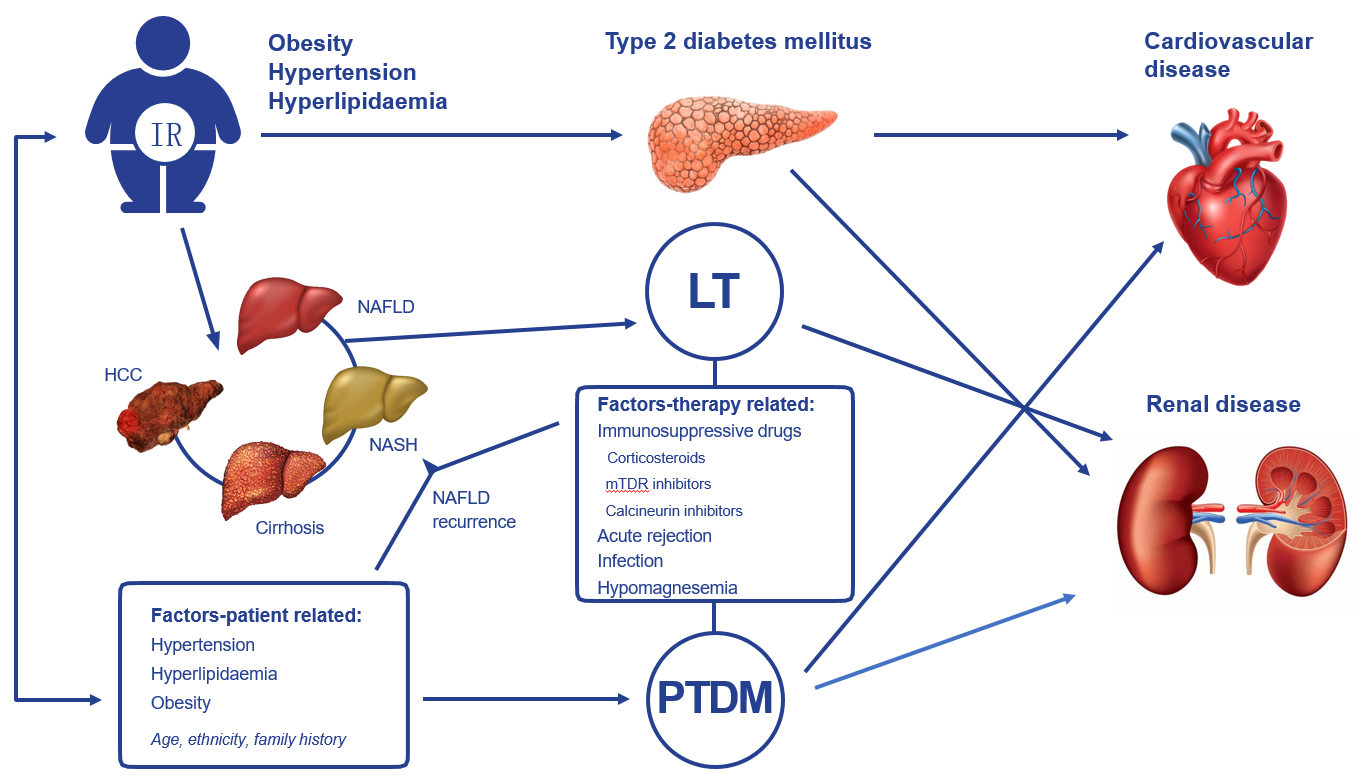 IR
Obesity
Hypertension
Hyperlipidaemia
Type 2 diabetes mellitus
Cardiovascular
disease
LT
NAFLD
HCC
NASH
Cirrhosis
NAFLD
recurrence
Factors-therapy related:
Immunosuppressive drugs
Corticosteroids
mTDR inhibitors
Calcineurin inhibitors
Acute rejection
Infection
Hypomagnesemia
Renal disease
Factors-patient related:
Hypertension
Hyperlipidaemia
Obesity
Age, ethnicity, family history
PTDM